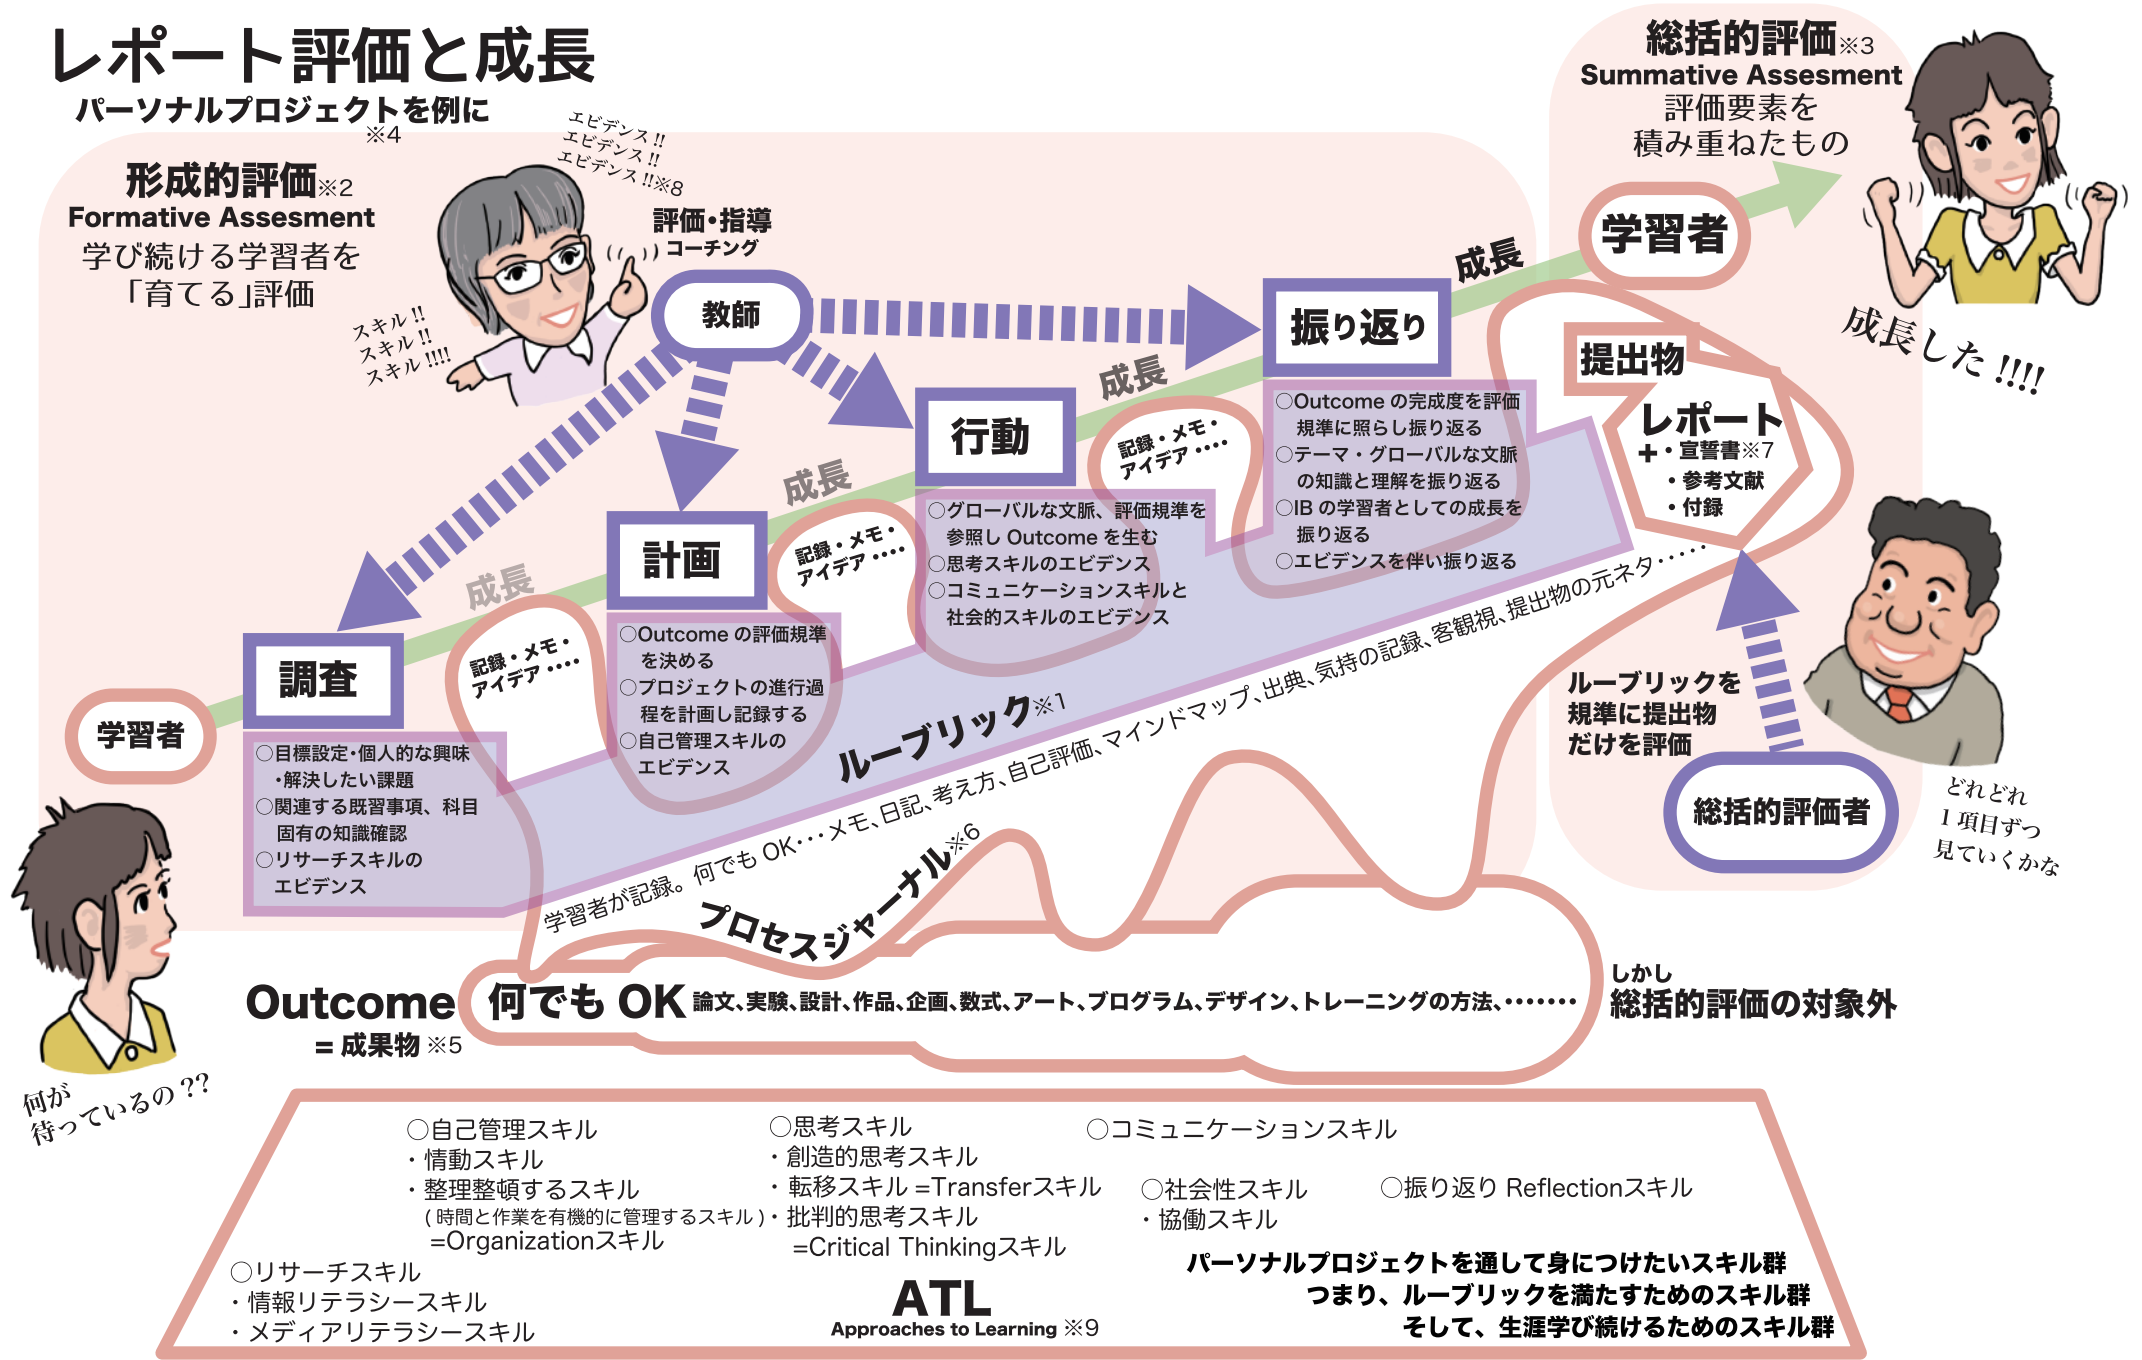 レポート評価と成長
パーソナルプロジェクトを例に
※4
形成的評価※2
Formative Assesment
学び続ける学習者を
「育てる」評価
エビデンス!!
エビデンス!!
エビデンス!!※8
スキル!!
スキル!!
スキル!!!!
評価・指導
コーチング
教師
総括的評価※3
Summative Assesment
評価要素を
積み重ねたもの
学習者
成長した!!!!
成長
振り返り
○Outcome の完成度を評価
規準に照らし振り返る
○テーマ・グローバルな文脈
の知識と理解を振り返る
○IB の学習者としての成長を
振り返る
○エビデンスを伴い振り返る
提出物
レポート
+・宣誓書※7
・参考文献
・付録
成長
記録・メモ・
アイデア・・・・
行動
○グローバルな文脈、評価規準を
参照し Outcome を生む
○思考スキルのエビデンス
○コミュニケーションスキルと
社会的スキルのエビデンス
成長
記録・メモ・
アイデア・・・・
計画
○Outcome の評価規準
を決める
○プロジェクトの進行過
程を計画し記録する
○自己管理スキルの
エビデンス
成長
記録・メモ・
アイデア・・・・
調査
○目標設定・個人的な興味
・解決したい課題
○関連する既習事項、科目
固有の知識確認
○リサーチスキルの
エビデンス
学習者
何が
待っているの??
ルーブリック※1
学習者が記録。何でも OK・・・メモ、日記、考え方、自己評価、マインドマップ、出典、気持の記録、客観視、提出物の元ネタ・・・・・
プロセスジャーナル※6
ルーブリックを
規準に提出物
だけを評価
総括的評価者
どれどれ
1 項目ずつ
見ていくかな
Outcome
= 成果物 ※5
何でも OK 論文、実験、設計、作品、企画、数式、アート、プログラム、デザイン、トレーニングの方法、・・・・・・・
しかし
総括的評価の対象外
○自己管理スキル
・情動スキル
・整理整頓するスキル
( 時間と作業を有機的に管理するスキル )
=Organizationスキル
○リサーチスキル
・情報リテラシースキル
・メディアリテラシースキル
○思考スキル
・創造的思考スキル
・転移スキル =Transferスキル
・批判的思考スキル
=Critical Thinkingスキル
○コミュニケーションスキル
○社会性スキル
・協働スキル
○振り返り Reflectionスキル
ATL
Approaches to Learning ※9
パーソナルプロジェクトを通して身につけたいスキル群
つまり、ルーブリックを満たすためのスキル群
そして、生涯学び続けるためのスキル群